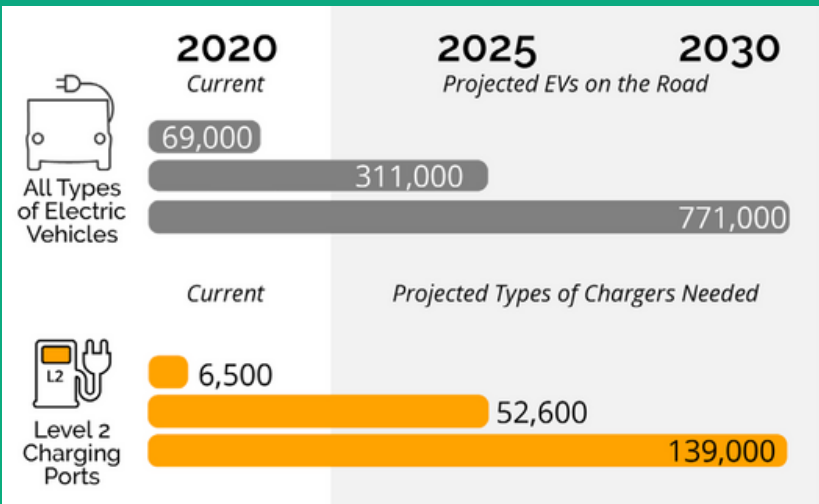 2020 2025 2030
Current Projected EVs on the Road
69,000
311,000
771,000
All Types
of Electric
Vehicles
Current Projected Types of Chargers Needed
L2
6,500
52,600
139,000
Level 2
Charging
Ports